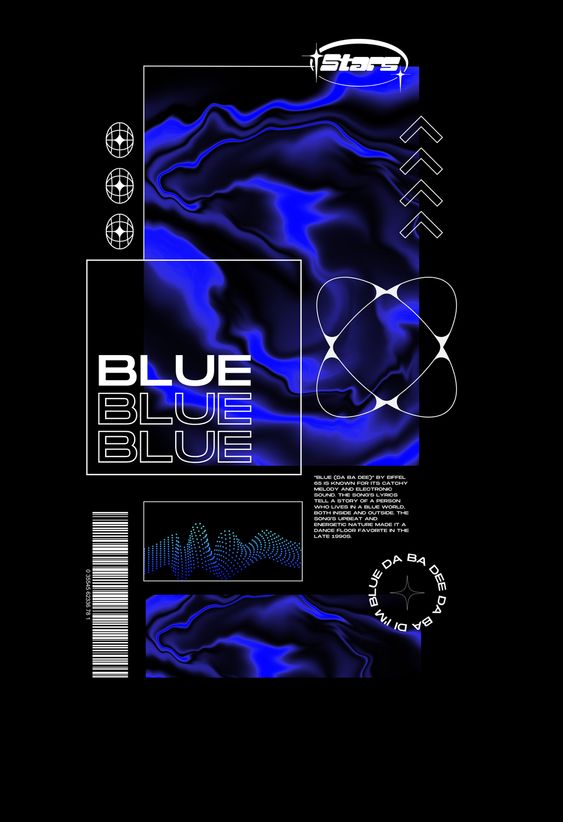 Stars
BLUE
BLUE
BLUE
"BLUE (DA BA DEE)" BY EIFFEL
65 IS KNOWN FOR ITS CATCHY
MELODY AND ELECTRONIC
SOUND. THE SONG'S LYRICS
TELL A STORY OF A PERSON
WHO LIVES IN A BLUE WORLD,
BOTH INSIDE AND OUTSIDE. THE
SONG'S UPBEAT AND
ENERGETIC NATURE MADE IT A
DANCE FLOOR FAVORITE IN THE
LATE 1990S.
I'M BLUE DA BA DEE DA BA DI